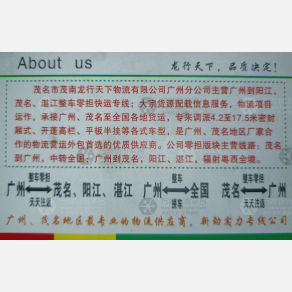 About us
龙行天下，品质决定！
茂名市茂南龙行天下物流有限公司广州分公司主营广州到阳江、
茂名、湛江整车零担快运专线；大宗货源配载信息服务，物流项目
运作，承接广州、茂名至全国各地货运，专来调派4.2至17.5米密封
厢式、开蓬高栏、平板半挂等各式车型，是广州、茂名地区厂家合
作的物流营运外包首选的优质供应商。公司零担版块主营线路：茂名
到广州，中转全国；广州到茂名；阳江、湛江，辐射粤西全境。
整车零担 整车 整车零担
广州 茂名、阳江、湛江 广州 全国 茂名 广州
天天往返 接车 天天往返
广州、茂名地区最专业的物流供应商，新动实力专线公司